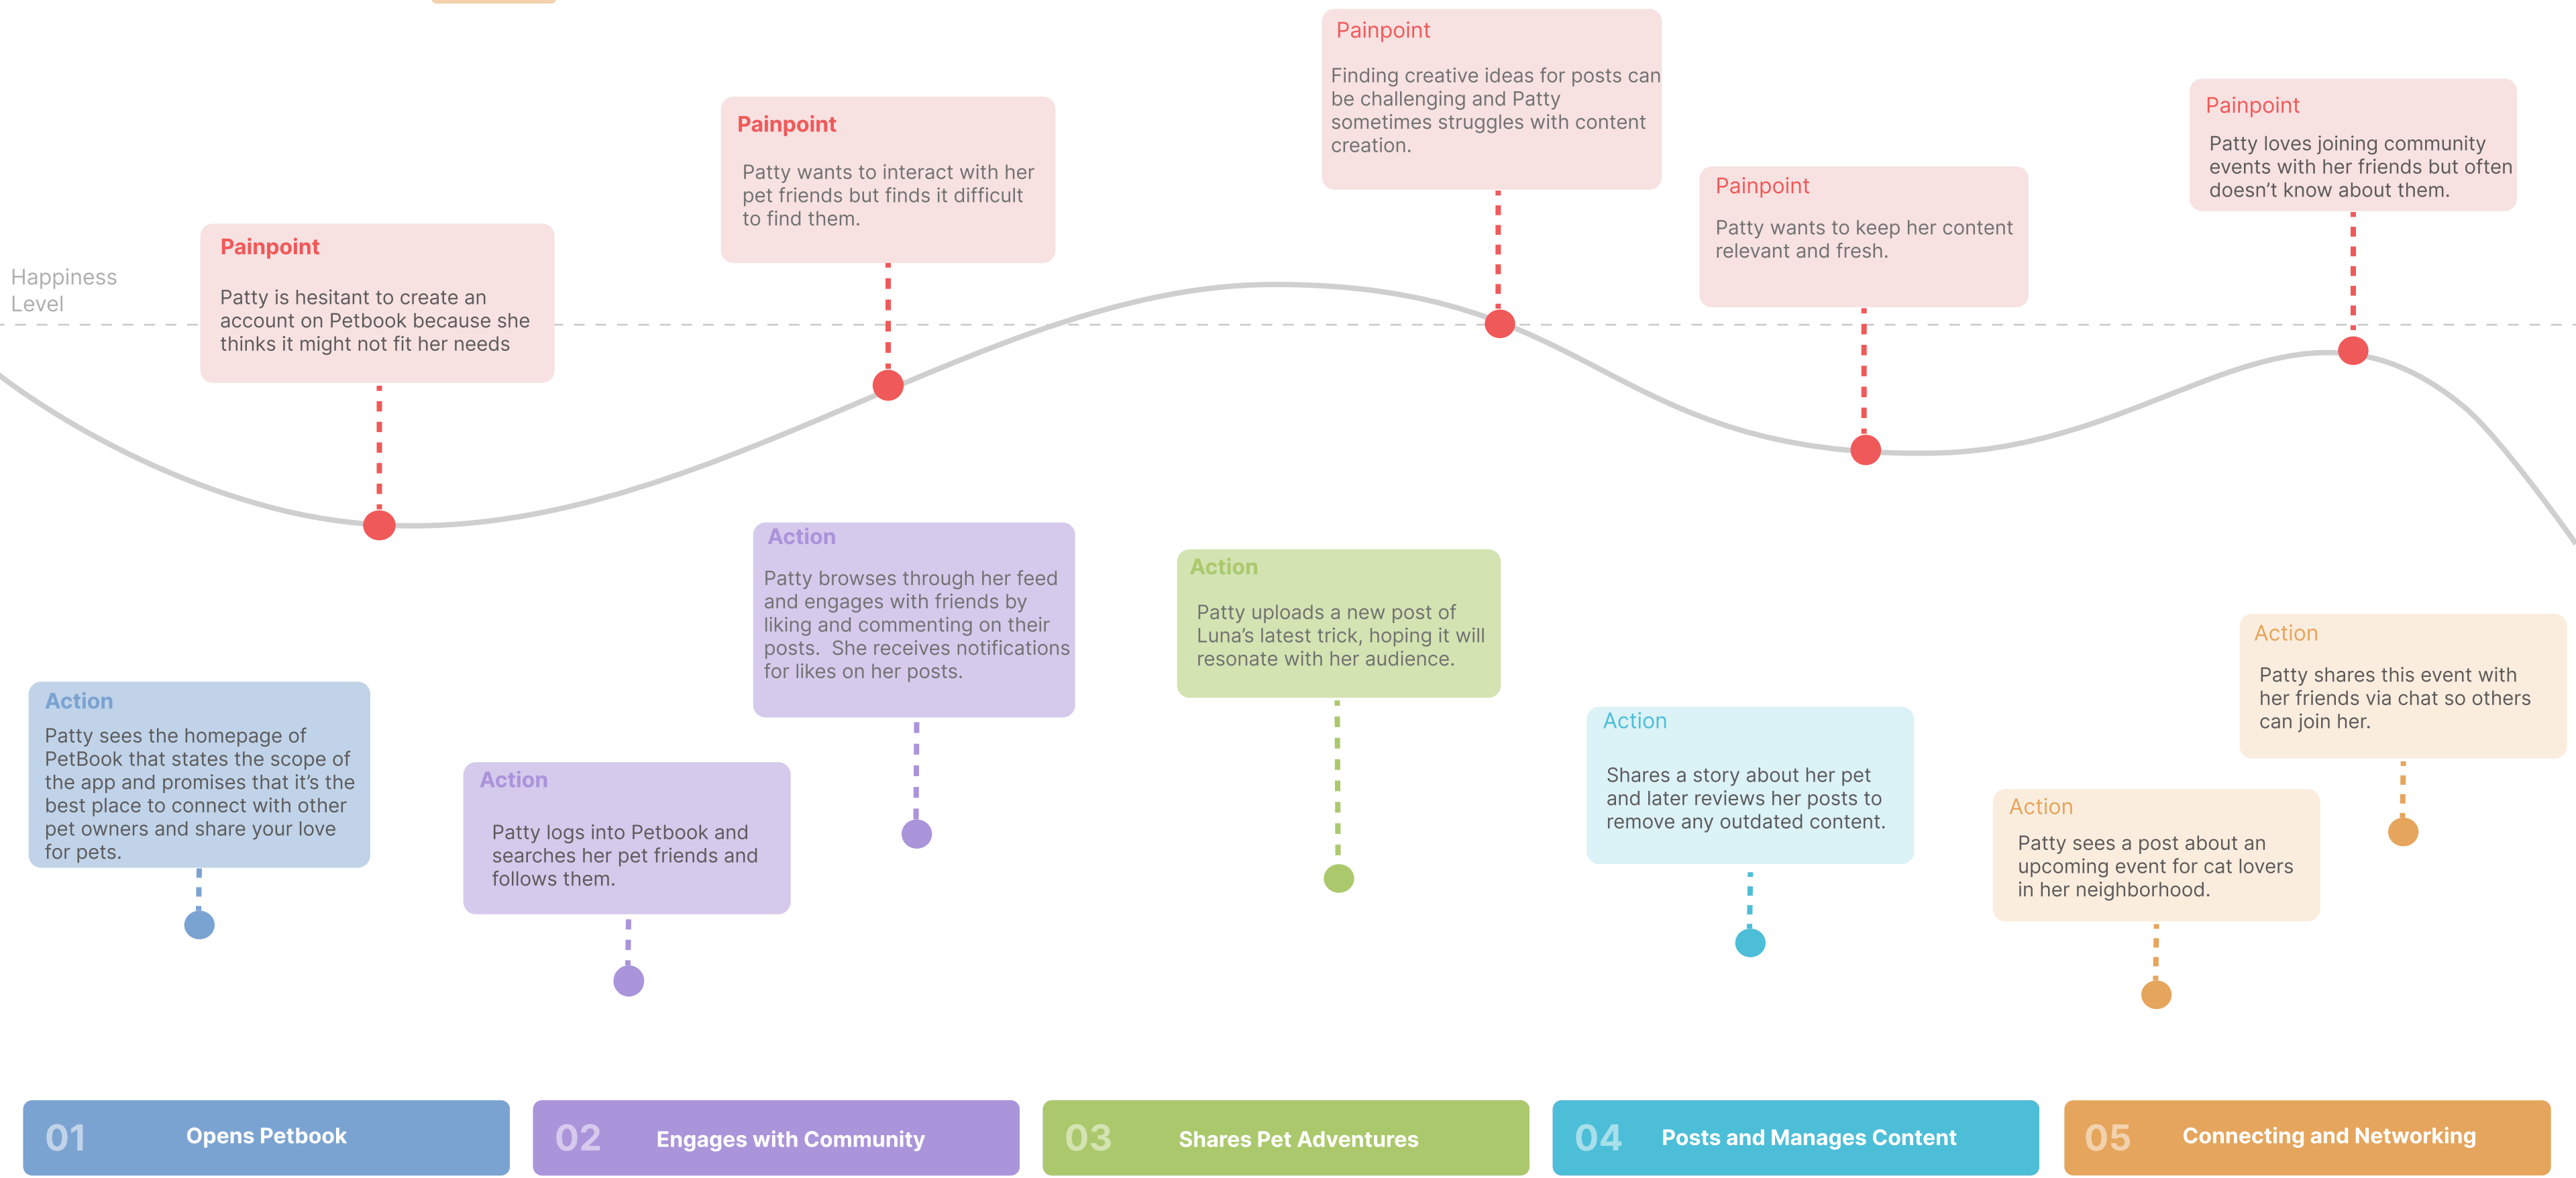 Painpoint
Finding creative ideas for posts can
be challenging and Patty
sometimes struggles with content
creation.
Painpoint
Patty loves joining community
events with her friends but often
doesn’t know about them.
Painpoint
Patty wants to interact with her
pet friends but finds it difficult
to find them.
Painpoint
Patty wants to keep her content
relevant and fresh.
Happiness
Level
Painpoint
Patty is hesitant to create an
account on Petbook because she
thinks it might not fit her needs
Action
Patty browses through her feed
and engages with friends by
liking and commenting on their
posts.  She receives notifications
for likes on her posts.
Action
Patty uploads a new post of
Luna’s latest trick, hoping it will
resonate with her audience.
Action
Patty shares this event with
her friends via chat so others
can join her.
Action
Patty sees the homepage of
PetBook that states the scope of
the app and promises that it’s the
best place to connect with other
pet owners and share your love
for pets.
Action
Patty logs into Petbook and
searches her pet friends and
follows them.
Action
Shares a story about her pet
and later reviews her posts to
remove any outdated content.
Action
Patty sees a post about an
upcoming event for cat lovers
in her neighborhood.
01 Opens Petbook
02 Engages with Community
03 Shares Pet Adventures
04 Posts and Manages Content
05 Connecting and Networking